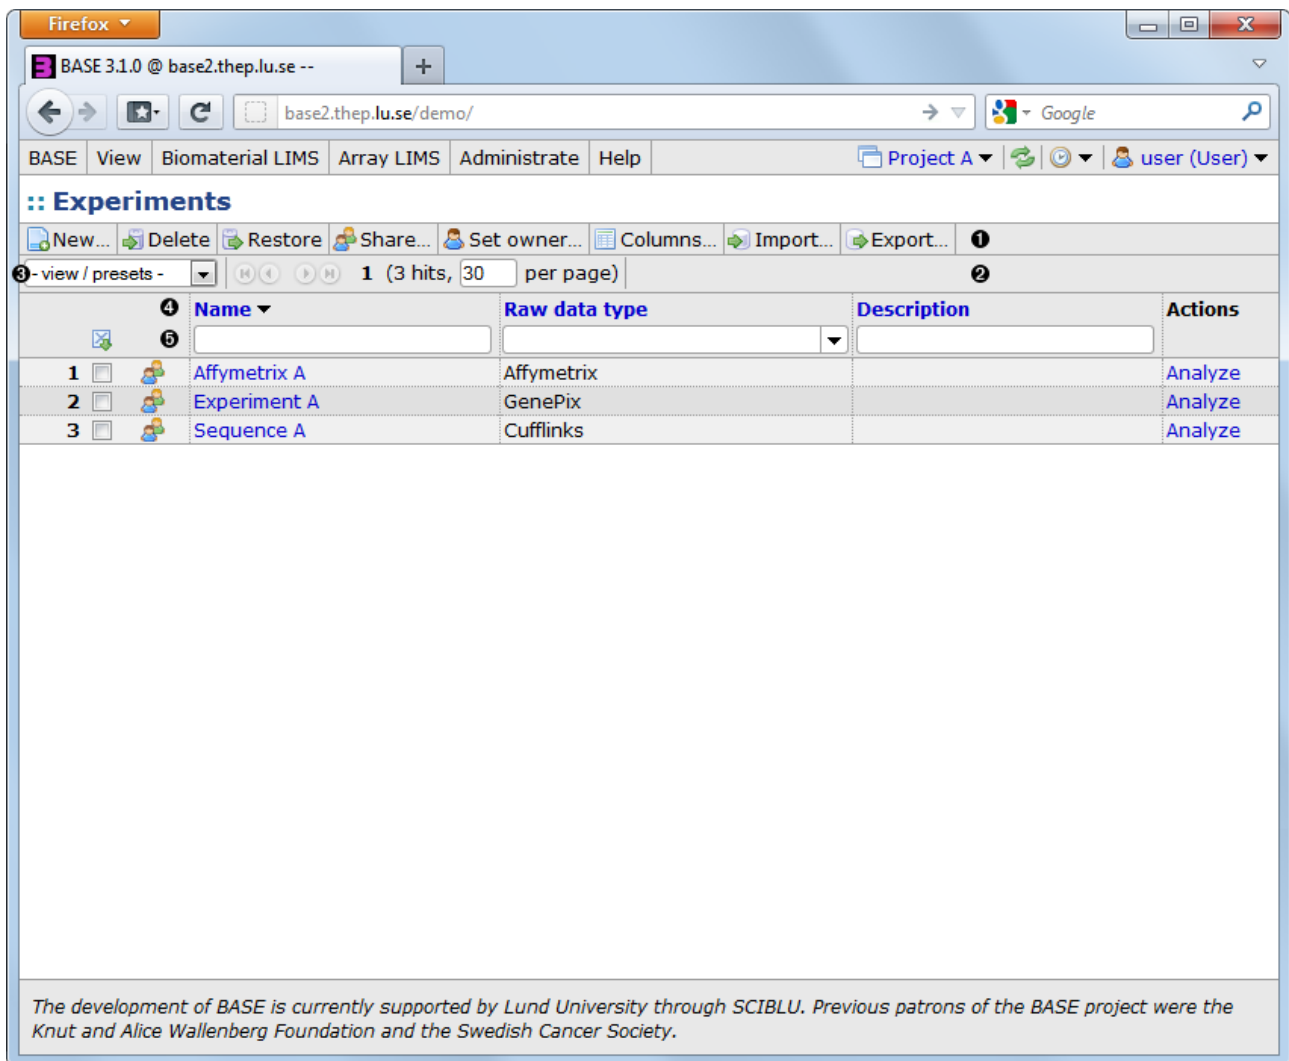 Firefox
BASE 3.1.0 @ base2.thep.lu.se --
base2.thep.lu.se/demo/
Google
BASE View Biomaterial LIMS Array LIMS Administrate Help Project A user (User)
:: Experiments
New... Delete Restore Share... Set owner... Columns... Import... Export... ❶
❸ - view / presets - 1 (3 hits, 30 per page) ❷
❹ Name Raw data type Description Actions
❺
1 Affymetrix A Affymetrix Analyze
2 Experiment A GenePix Analyze
3 Sequence A Cufflinks Analyze
The development of BASE is currently supported by Lund University through SCIBLU. Previous patrons of the BASE project were the
Knut and Alice Wallenberg Foundation and the Swedish Cancer Society.